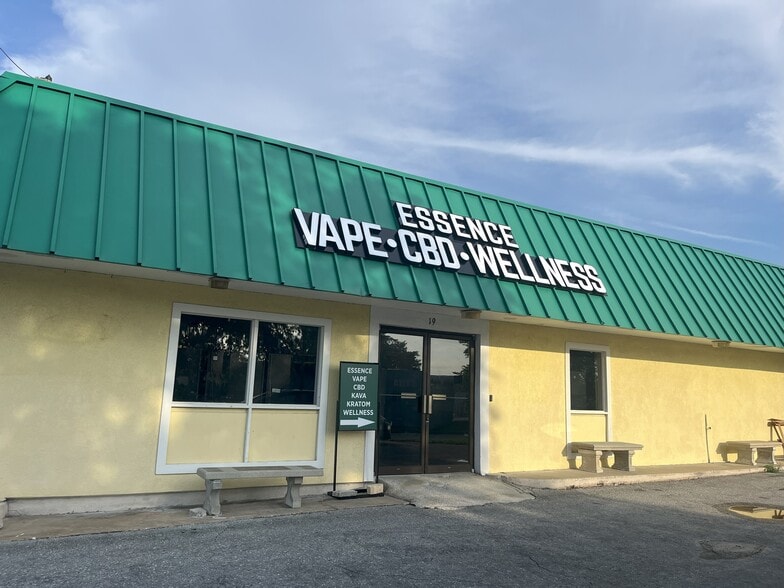 ESSENCE
VAPE•CBD•WELLNESS
19
ESSENCE
VAPE
CBD
KAVA
KRATOM
WELLNESS